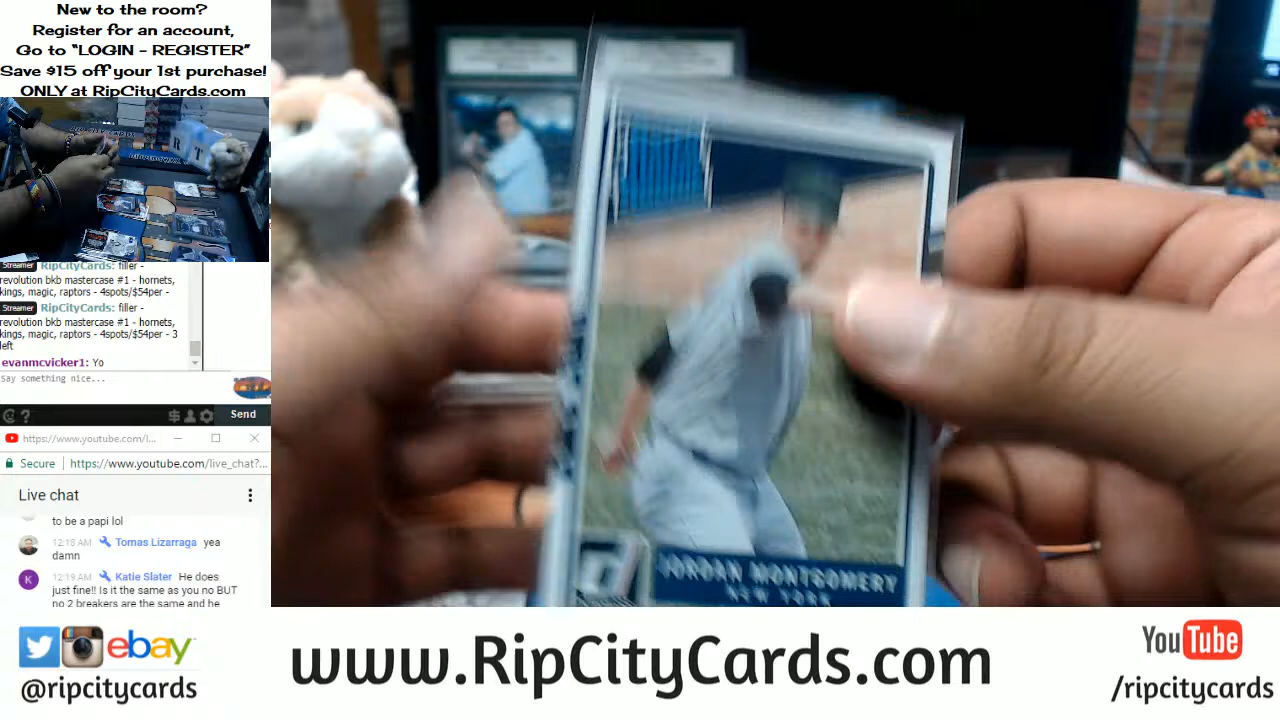 New to the room?
Register for an account,
Go to “LOGIN - REGISTER”
Save $15 off your 1st purchase!
ONLY at RipCityCards.com
Streamer RipCityCards: filler -
revolution bkb mastercase #1 - hornets,
kings, magic, raptors - 4spots/$54per -
Streamer RipCityCards: filler -
revolution bkb mastercase #1 - hornets,
kings, magic, raptors - 4spots/$54per - 3
left
evanmcvicker1: Yo
Say something nice...
Send
https://www.youtube.com/l...
Secure https://www.youtube.com/live_chat?...
Live chat
to be a papi lol
12:18 AM Tomas Lizarraga yea
damn
K 12:19 AM Katie Slater He does
just fine!! Is it the same as you no BUT
no 2 breakers are the same and he
JORDAN MONTGOMERY
NEW YORK
ebay
@ripcitycards
www.RipCityCards.com
YouTube
/ripcitycards